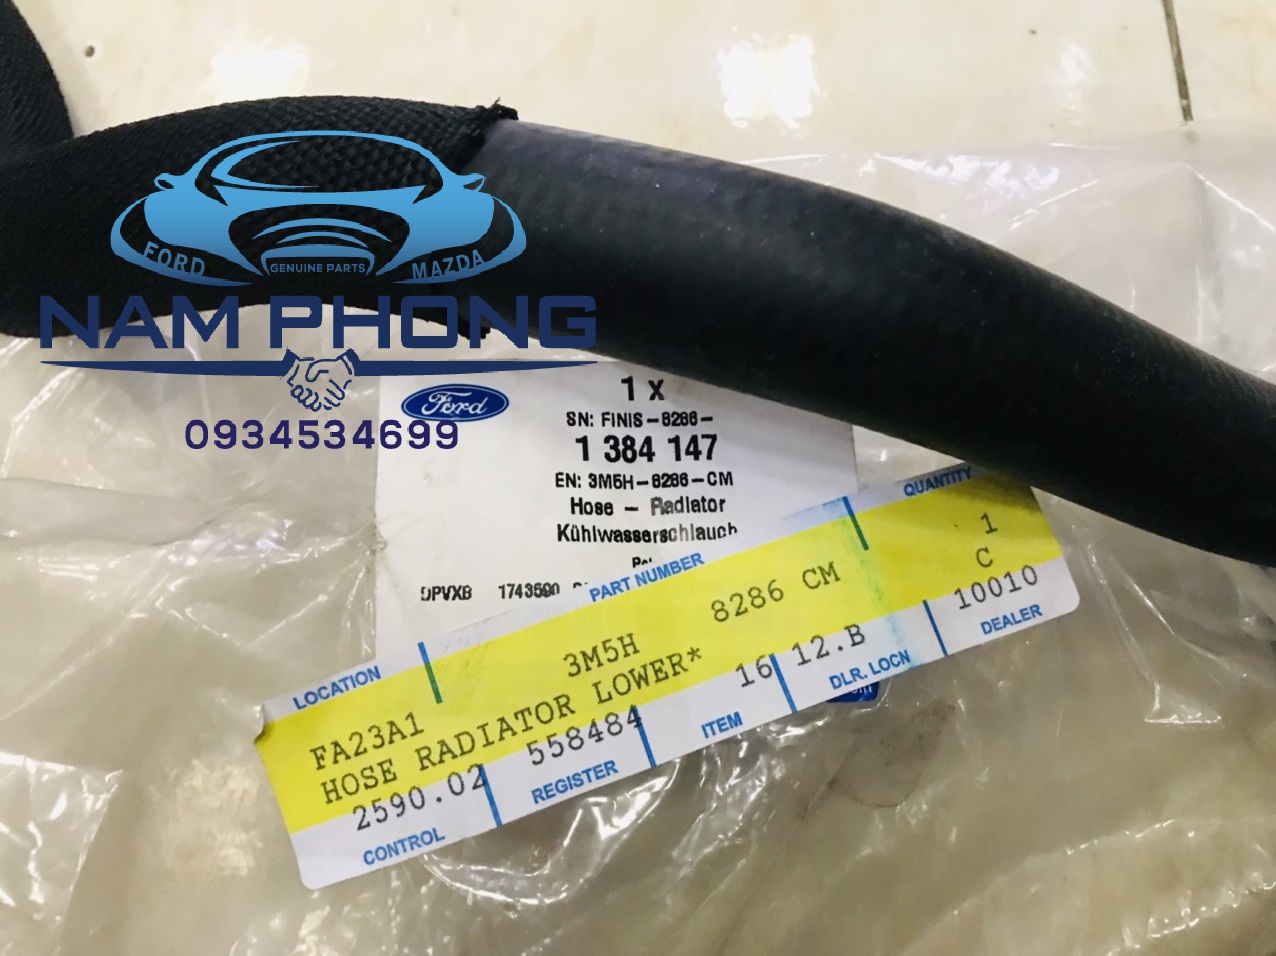 FORD
GENUINE PARTS
MAZDA
NAM PHONG
0934534699
Ford
1 x
SN: FINIS-8286-
1 384 147
EN: 3M5H-8286-CM
Hose - Radiator
Kühlwasserschlauch
DPVXB 1743590
LOCATION PART NUMBER QUANTITY
FA23A1 3M5H 8286 CM 1
HOSE RADIATOR LOWER* C
2590.02 558484 16 12.B 10010
CONTROL REGISTER ITEM DLR. LOCN DEALER